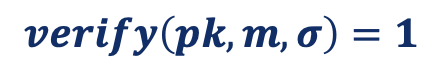 verify(pk, m, σ) = 1